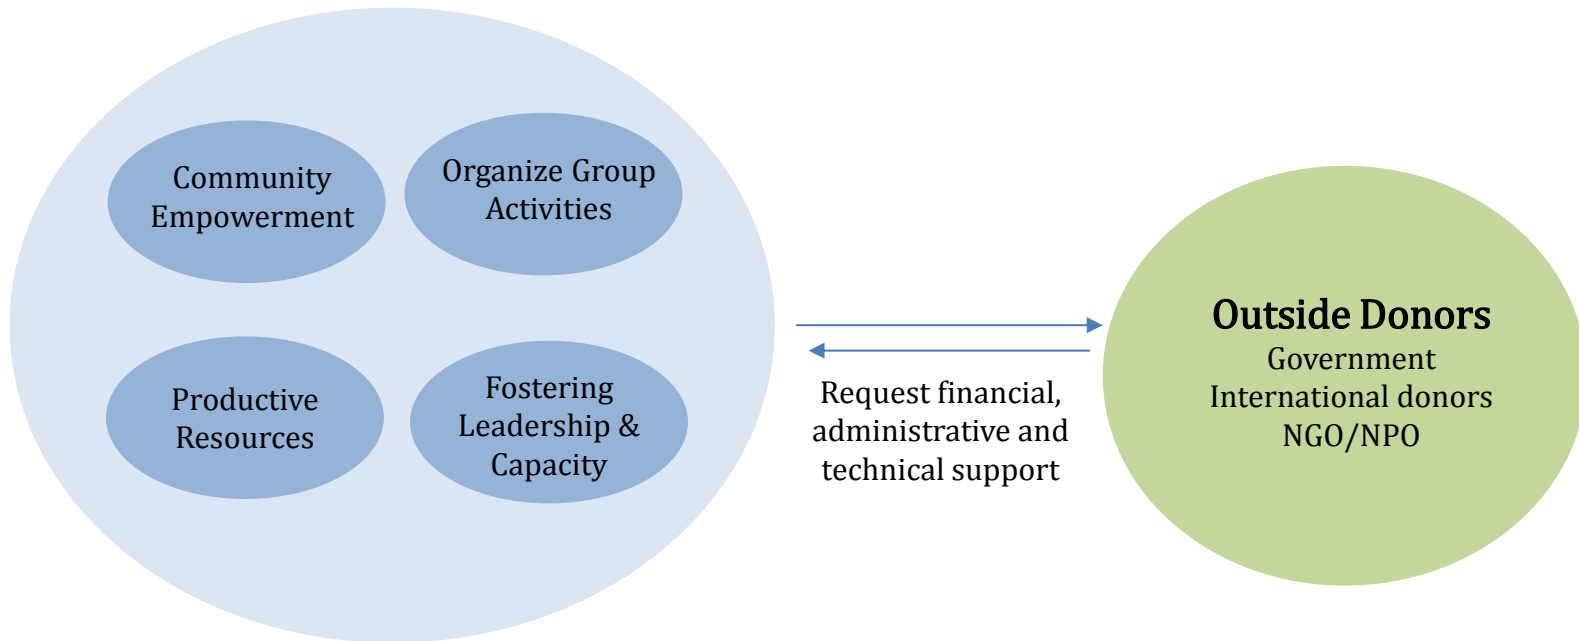 Community
Empowerment
Organize Group
Activities
Productive
Resources
Fostering
Leadership &
Capacity
Request financial,
administrative and
technical support
Outside Donors
Government
International donors
NGO/NPO